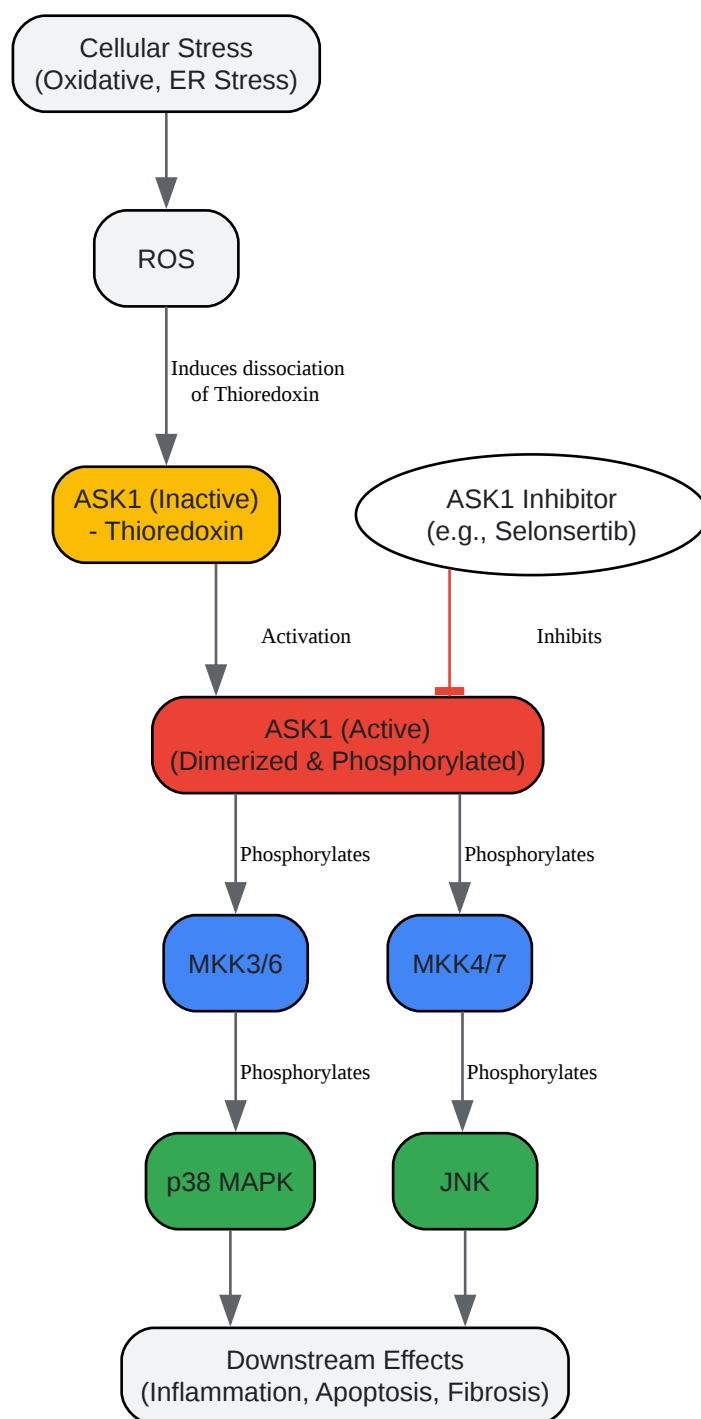 Cellular Stress
(Oxidative, ER Stress)
ROS
Induces dissociation
of Thioredoxin
ASK1 (Inactive)
- Thioredoxin
ASK1 Inhibitor
(e.g., Selonsertib)
Activation
Inhibits
ASK1 (Active)
(Dimerized & Phosphorylated)
Phosphorylates
Phosphorylates
MKK3/6
MKK4/7
Phosphorylates
Phosphorylates
p38 MAPK
JNK
Downstream Effects
(Inflammation, Apoptosis, Fibrosis)